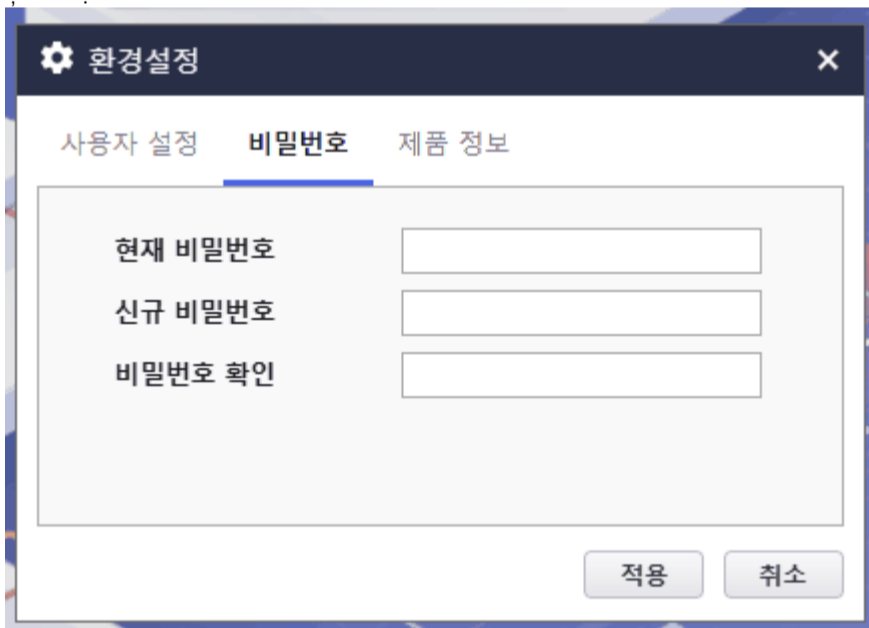 환경설정
사용자 설정 비밀번호 제품 정보
현재 비밀번호
신규 비밀번호
비밀번호 확인
적용 취소